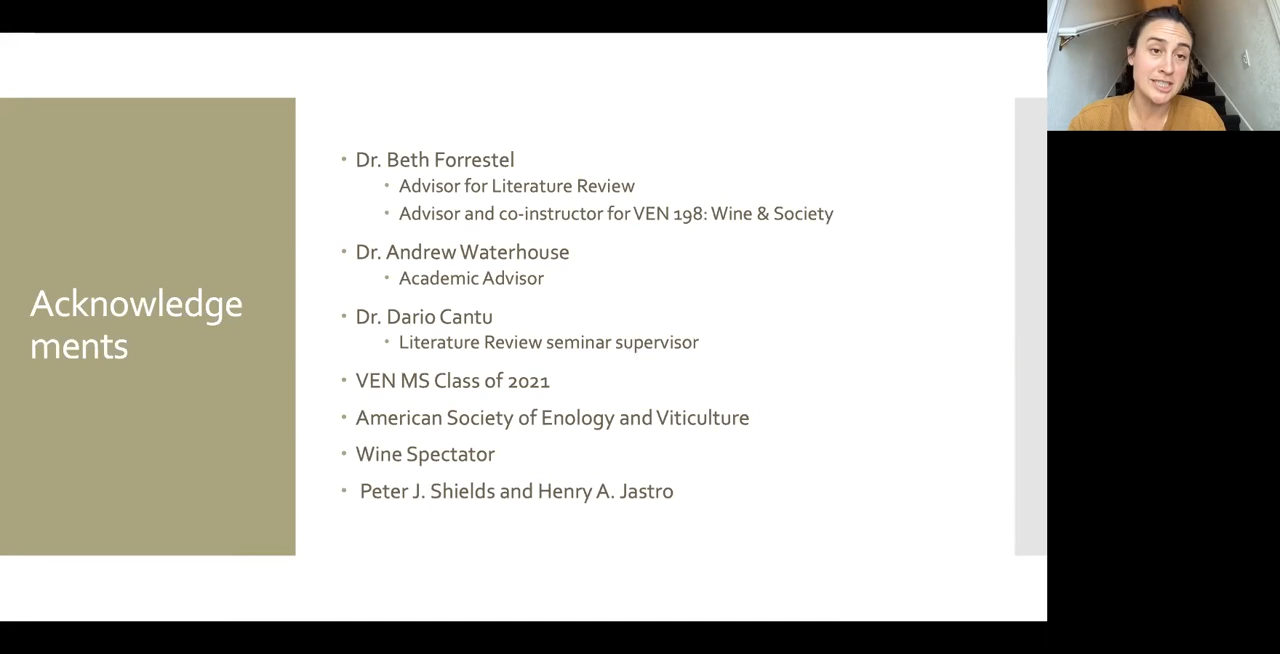 Acknowledge
ments
• Dr. Beth Forrestel
• Advisor for Literature Review
• Advisor and co-instructor for VEN 198: Wine & Society
• Dr. Andrew Waterhouse
• Academic Advisor
• Dr. Dario Cantu
• Literature Review seminar supervisor
• VEN MS Class of 2021
• American Society of Enology and Viticulture
• Wine Spectator
• Peter J. Shields and Henry A. Jastro